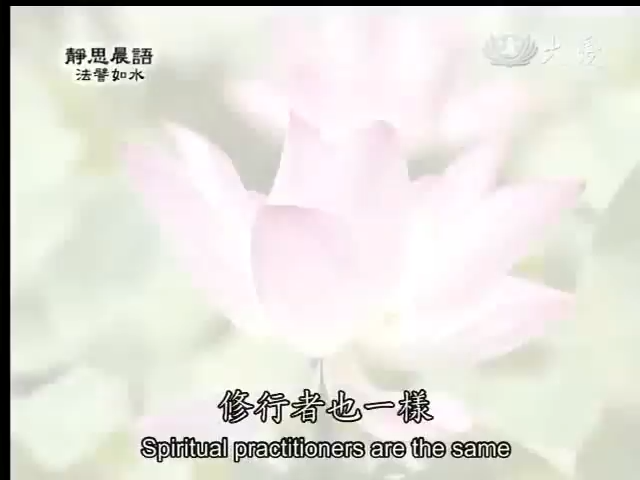 靜思晨語
法譬如水
大愛
修行者也一樣
Spiritual practitioners are the same